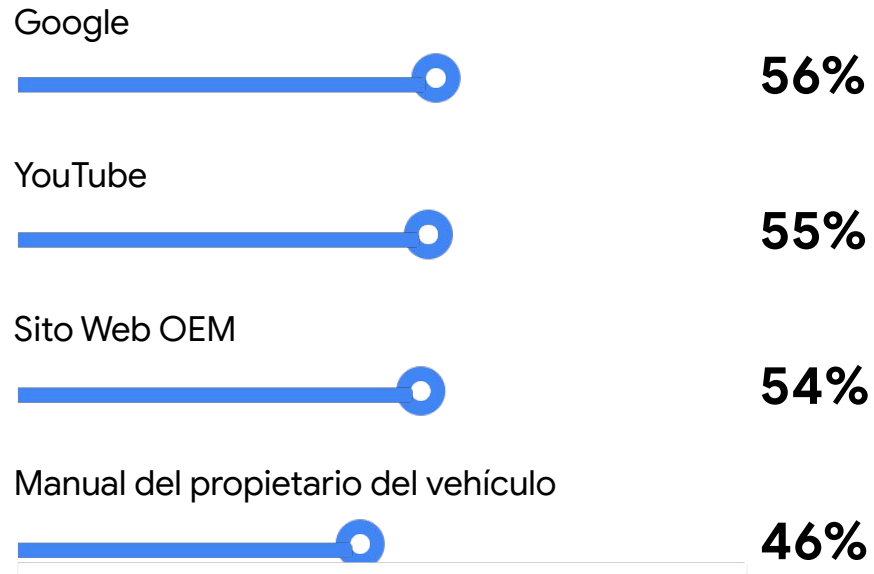 Google
56%
YouTube
55%
Sito Web OEM
54%
Manual del propietario del vehículo
46%